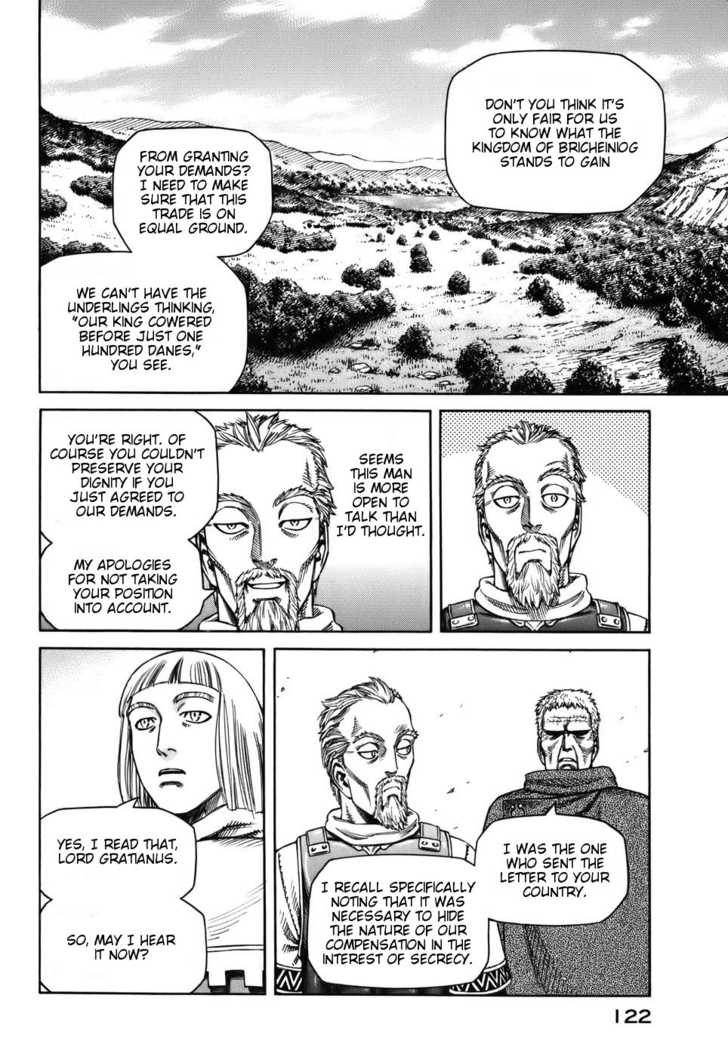 DON'T YOU THINK IT'S
ONLY FAIR FOR US
TO KNOW WHAT THE
KINGDOM OF BRICHEINIOG
STANDS TO GAIN
FROM GRANTING
YOUR DEMANDS?
I NEED TO MAKE
SURE THAT THIS
TRADE IS ON
EQUAL GROUND.
WE CAN'T HAVE THE
UNDERLINGS THINKING,
"OUR KING COWERED
BEFORE JUST ONE
HUNDRED DANES,"
YOU SEE.
SEEMS
THIS MAN
IS MORE
OPEN TO
TALK THAN
I'D THOUGHT.
YOU'RE RIGHT. OF
COURSE YOU COULDN'T
PRESERVE YOUR
DIGNITY IF YOU
JUST AGREED TO
OUR DEMANDS.
MY APOLOGIES
FOR NOT TAKING
YOUR POSITION
INTO ACCOUNT.
I WAS THE ONE
WHO SENT THE
LETTER TO YOUR
COUNTRY.
I RECALL SPECIFICALLY
NOTING THAT IT WAS
NECESSARY TO HIDE
THE NATURE OF OUR
COMPENSATION IN THE
INTEREST OF SECRECY.
YES, I READ THAT,
LORD GRATIANUS.
SO, MAY I HEAR
IT NOW?
122